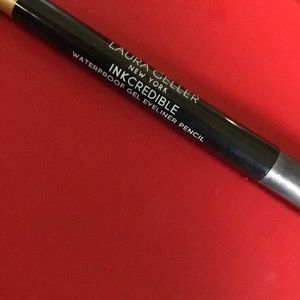 LAURA GELLER
NEW YORK
INKCREDIBLE
WATERPROOF GEL EYELINER PENCIL